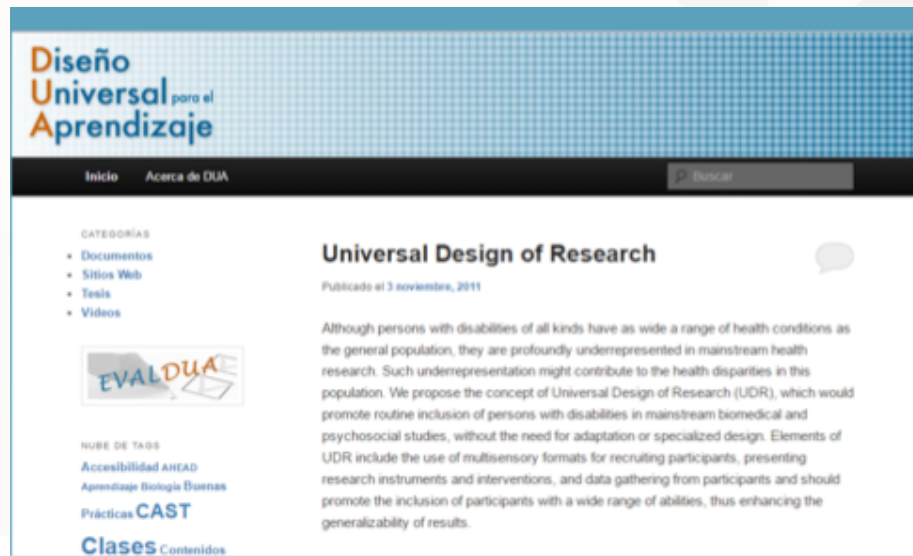 Diseño
Universal para el
Aprendizaje
Inicio Acerca de DUA Buscar
CATEGORÍAS
Documentos
Sitios Web
Tesis
Videos
EVALDUA
NUBE DE TAGS
Accesibilidad AHEAD
Aprendizaje Biología Buenas
Prácticas CAST
Clases Contenidos
Universal Design of Research
Publicado el 3 noviembre, 2011
Although persons with disabilities of all kinds have as wide a range of health conditions as
the general population, they are profoundly underrepresented in mainstream health
research. Such underrepresentation might contribute to the health disparities in this
population. We propose the concept of Universal Design of Research (UDR), which would
promote routine inclusion of persons with disabilities in mainstream biomedical and
psychosocial studies, without the need for adaptation or specialized design. Elements of
UDR include the use of multisensory formats for recruiting participants, presenting
research instruments and interventions, and data gathering from participants and should
promote the inclusion of participants with a wide range of abilities, thus enhancing the
generalizability of results.